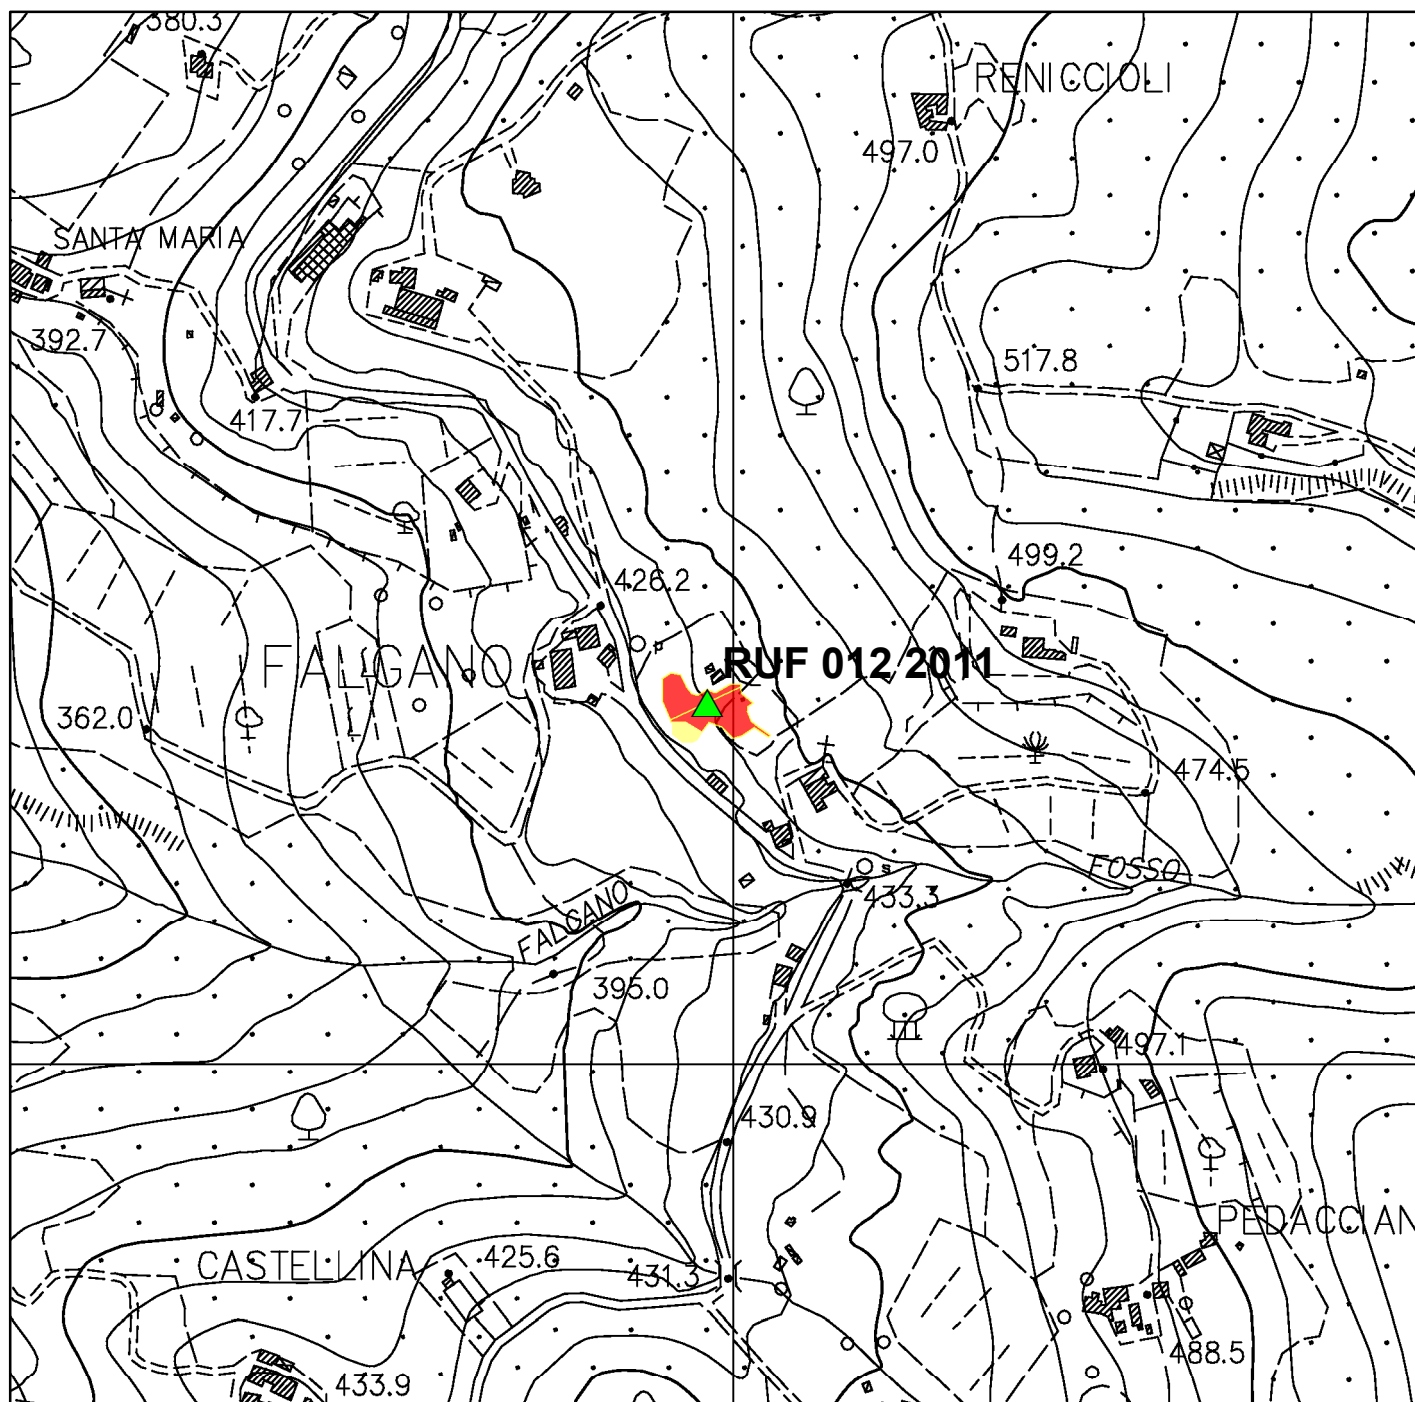 380.3
RENICCIOLI
497.0
SANTA MARIA
392.7
517.8
417.7
499.2
426.2
FALGANO
RUF 012 2011
362.0
474.5
FOSSO
433.3
FALGANO
395.0
497.1
430.9
PEDACCIAN
CASTELLINA
425.6
431.3
488.5
433.9